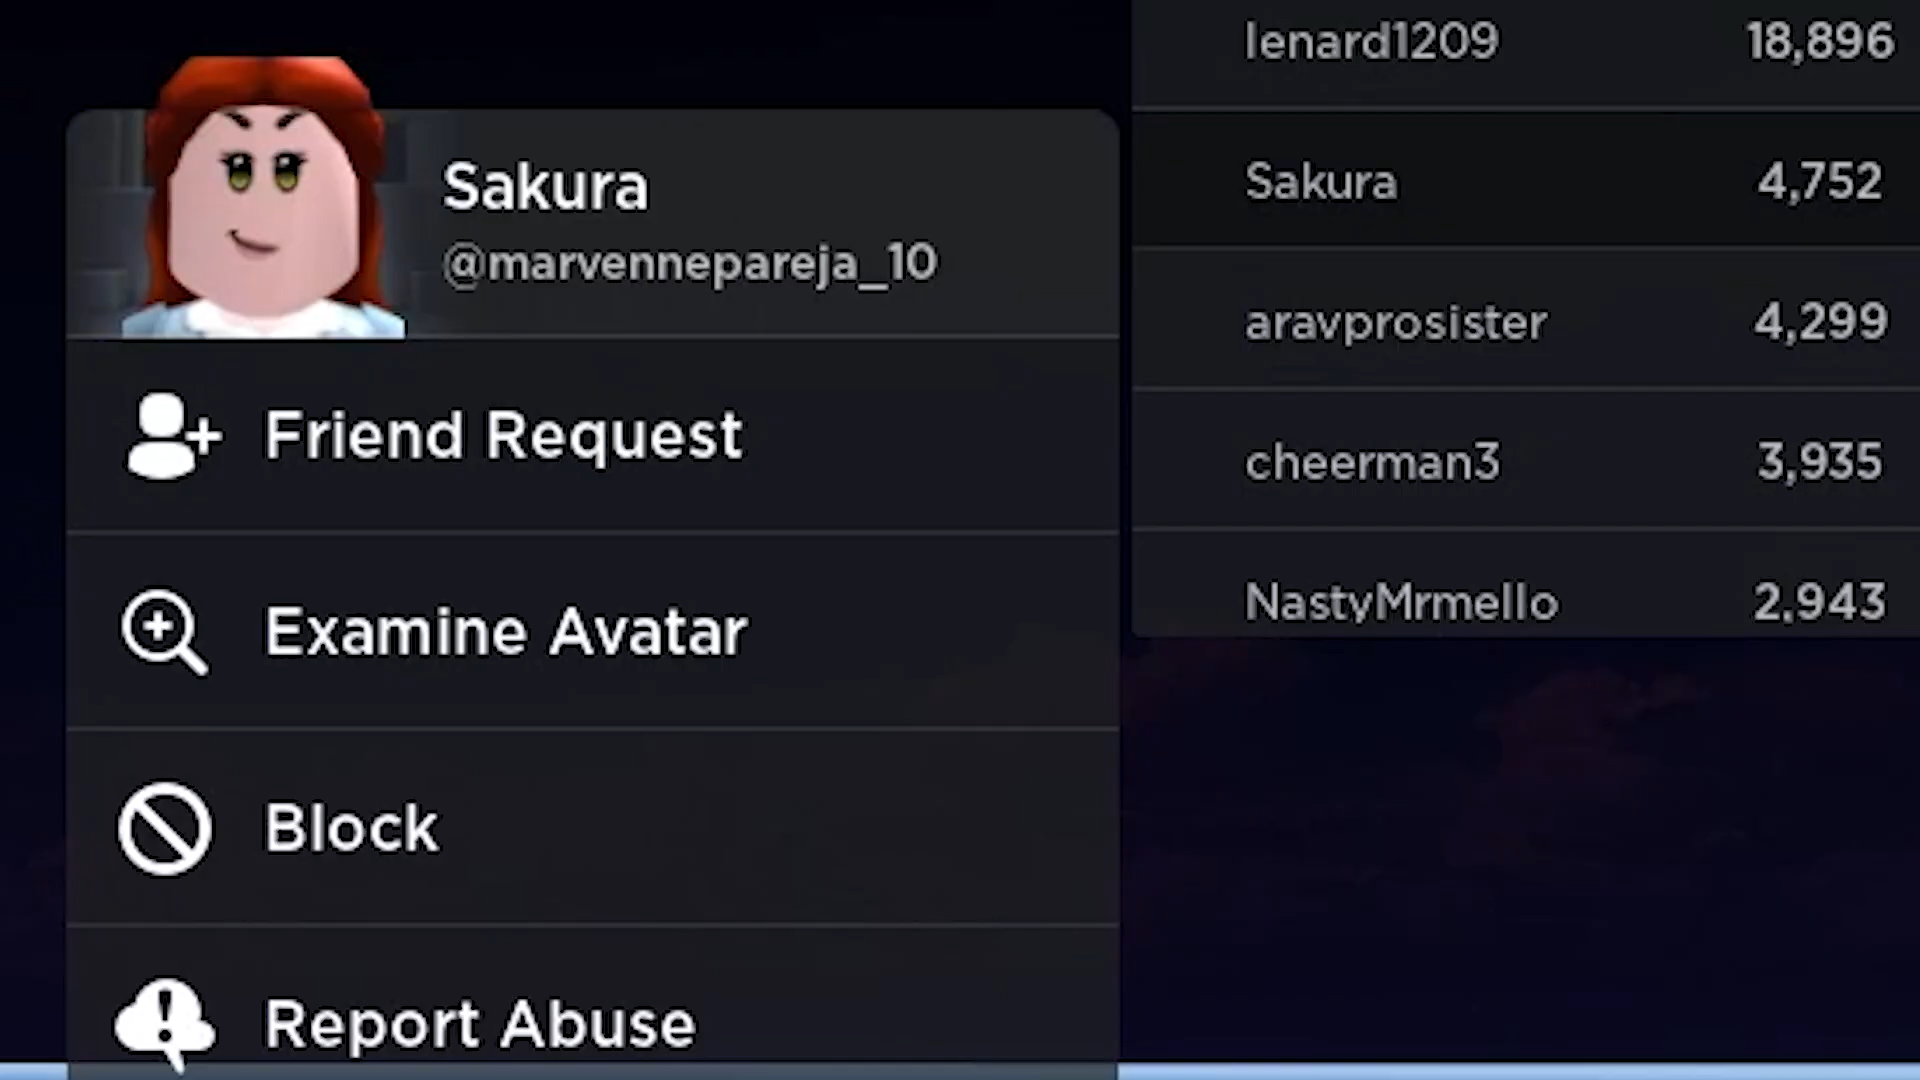 Sakura
@marvennepareja_10
Friend Request
Examine Avatar
Block
Report Abuse
lenard1209 18,896
Sakura 4,752
aravprosister 4,299
cheerman3 3,935
NastyMrmello 2,943